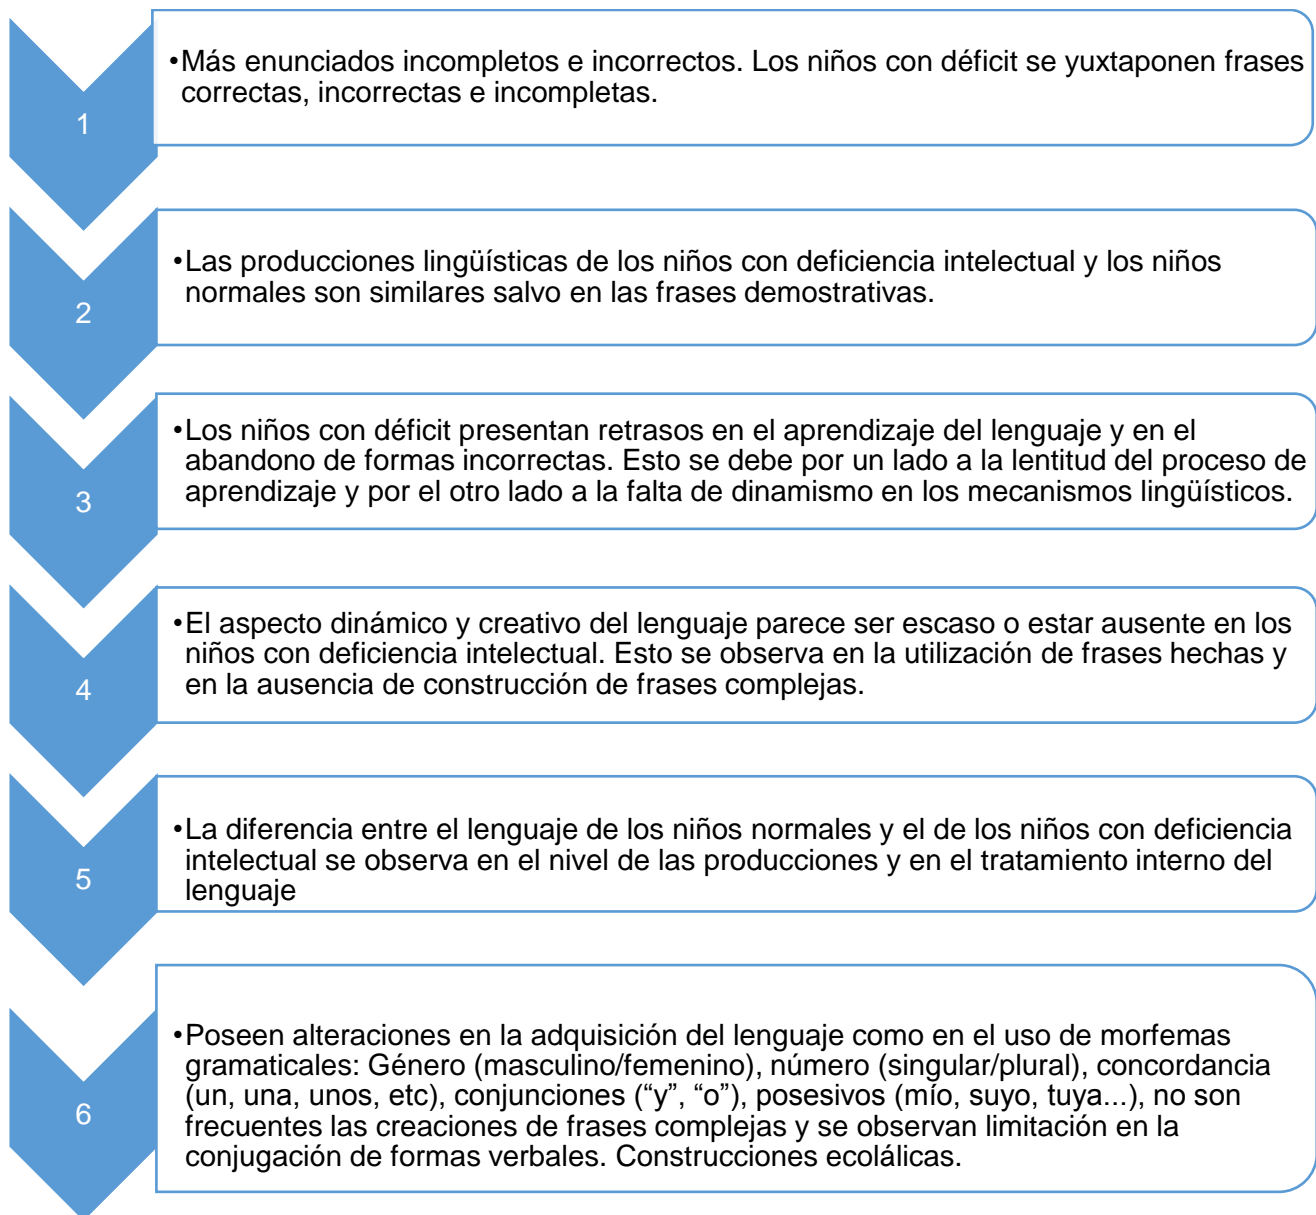 1
•Más enunciados incompletos e incorrectos. Los niños con déficit se yuxtaponen frases
correctas, incorrectas e incompletas.
2
•Las producciones lingüísticas de los niños con deficiencia intelectual y los niños
normales son similares salvo en las frases demostrativas.
3
•Los niños con déficit presentan retrasos en el aprendizaje del lenguaje y en el
abandono de formas incorrectas. Esto se debe por un lado a la lentitud del proceso de
aprendizaje y por el otro lado a la falta de dinamismo en los mecanismos lingüísticos.
4
•El aspecto dinámico y creativo del lenguaje parece ser escaso o estar ausente en los
niños con deficiencia intelectual. Esto se observa en la utilización de frases hechas y
en la ausencia de construcción de frases complejas.
5
•La diferencia entre el lenguaje de los niños normales y el de los niños con deficiencia
intelectual se observa en el nivel de las producciones y en el tratamiento interno del
lenguaje
6
•Poseen alteraciones en la adquisición del lenguaje como en el uso de morfemas
gramaticales: Género (masculino/femenino), número (singular/plural), concordancia
(un, una, unos, etc), conjunciones (“y”, “o”), posesivos (mío, suyo, tuya...), no son
frecuentes las creaciones de frases complejas y se observan limitación en la
conjugación de formas verbales. Construcciones ecolálicas.